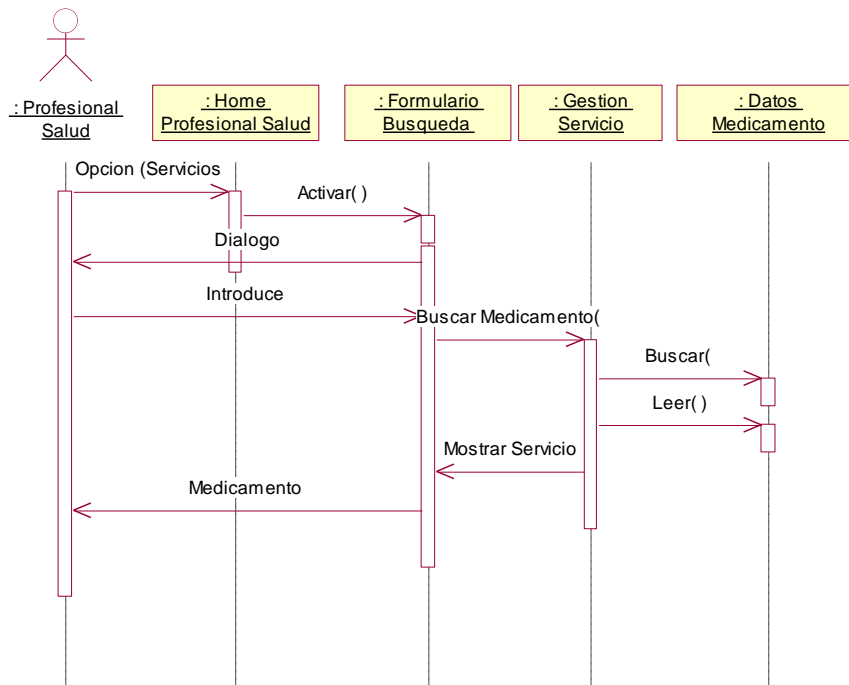 : Profesional
Salud
: Home
Profesional Salud
: Formulario
Busqueda
: Gestion
Servicio
: Datos
Medicamento
Opcion (Servicios
Activar( )
Dialogo
Introduce
Buscar Medicamento(
Buscar(
Leer( )
Mostrar Servicio
Medicamento